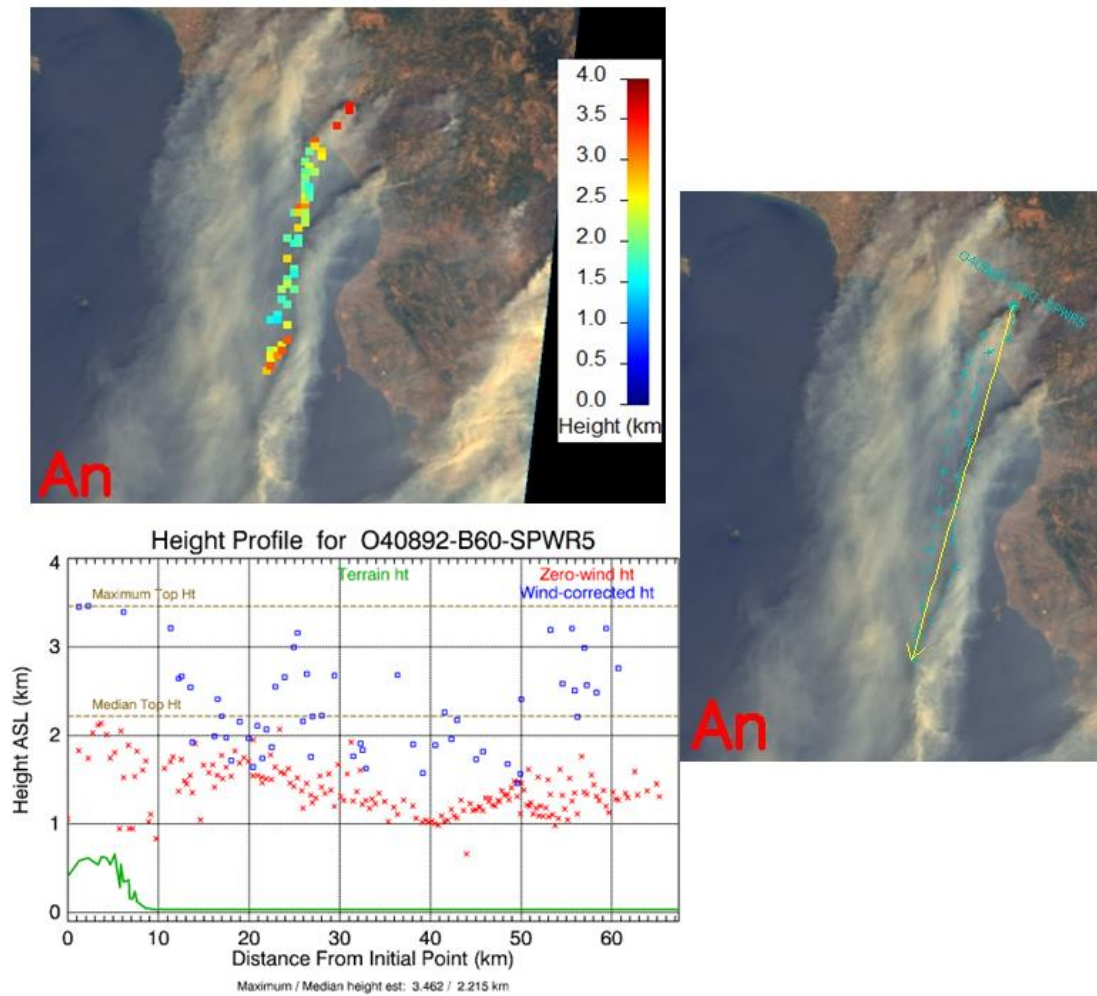 4.0
3.5
3.0
2.5
2.0
1.5
1.0
0.5
0.0
Height (km
An
An
Height Profile for O40892-B60-SPWR5
Terrain ht
Zero-wind ht
Wind-corrected ht
Maximum Top Ht
Median Top Ht
Height ASL (km)
4
3
2
1
0
0 10 20 30 40 50 60
Distance From Initial Point (km)
Maximum / Median height est: 3.462 / 2.215 km